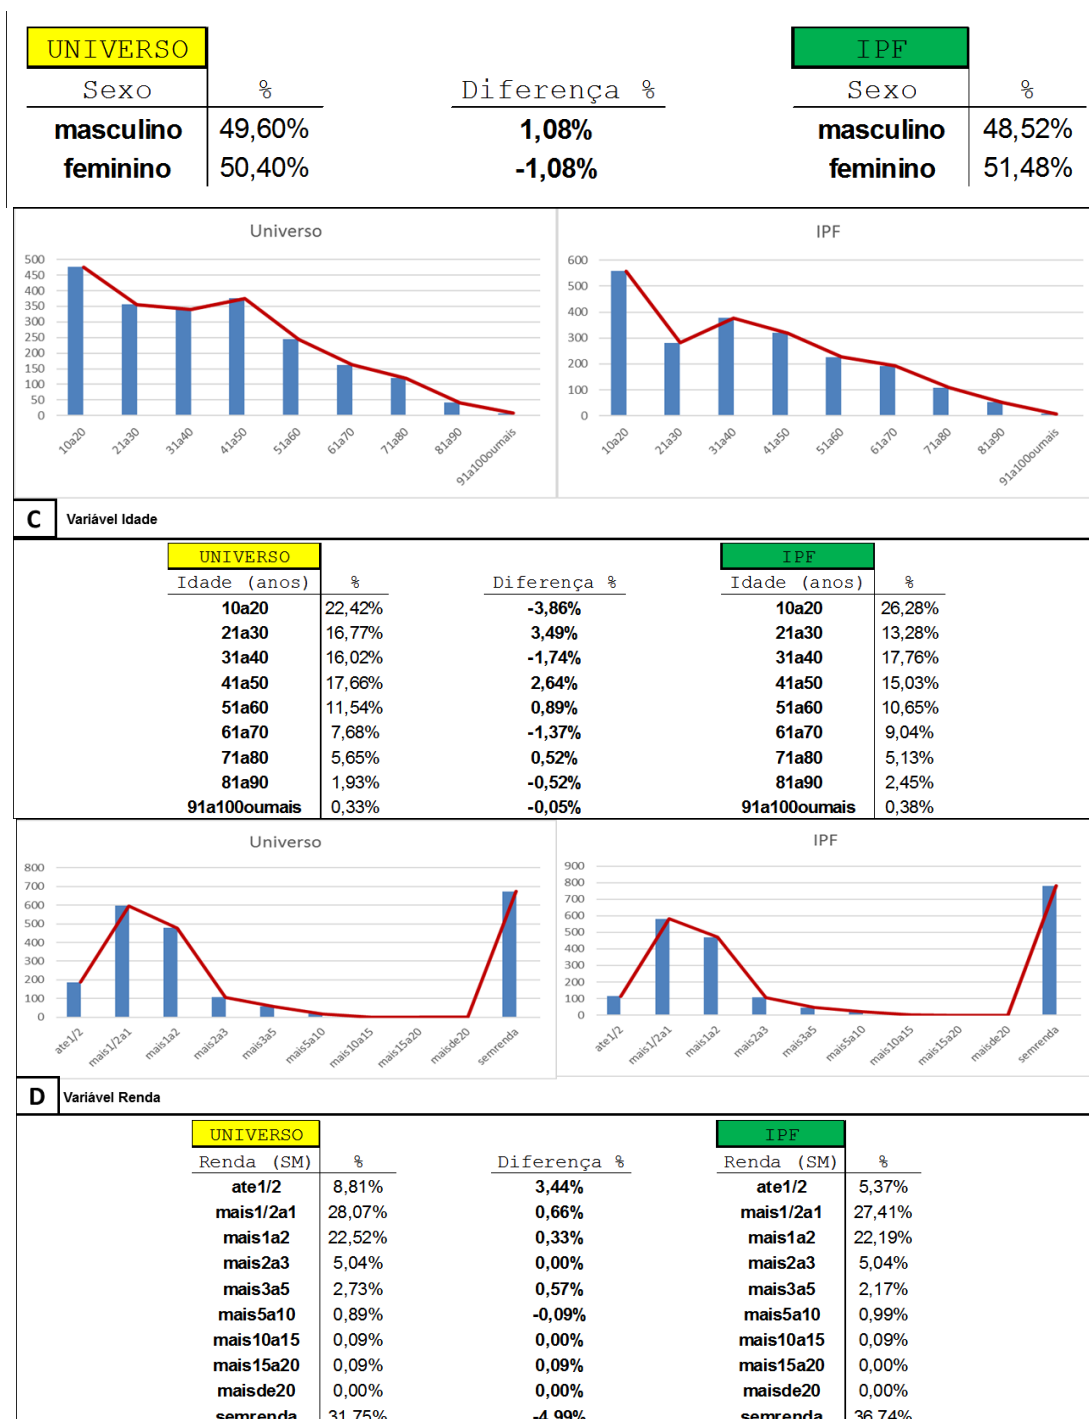 UNIVERSO IPF
Sexo % Diferença % Sexo %
masculino 49,60% 1,08% masculino 48,52%
feminino 50,40% -1,08% feminino 51,48%
Universo
500
450
400
350
300
250
200
150
100
50
0
10a20 21a30 31a40 41a50 51a60 61a70 71a80 81a90 91a100oumais
IPF
600
500
400
300
200
100
0
10a20 21a30 31a40 41a50 51a60 61a70 71a80 81a90 91a100oumais
C Variável Idade
UNIVERSO IPF
Idade (anos) % Diferença % Idade (anos) %
10a20 22,42% -3,86% 10a20 26,28%
21a30 16,77% 3,49% 21a30 13,28%
31a40 16,02% -1,74% 31a40 17,76%
41a50 17,66% 2,64% 41a50 15,03%
51a60 11,54% 0,89% 51a60 10,65%
61a70 7,68% -1,37% 61a70 9,04%
71a80 5,65% 0,52% 71a80 5,13%
81a90 1,93% -0,52% 81a90 2,45%
91a100oumais 0,33% -0,05% 91a100oumais 0,38%
Universo
800
700
600
500
400
300
200
100
0
ate1/2 mais1/2a1 mais1a2 mais2a3 mais3a5 mais5a10 mais10a15 mais15a20 maisde20 semrenda
IPF
900
800
700
600
500
400
300
200
100
0
ate1/2 mais1/2a1 mais1a2 mais2a3 mais3a5 mais5a10 mais10a15 mais15a20 maisde20 semrenda
D Variável Renda
UNIVERSO IPF
Renda (SM) % Diferença % Renda (SM) %
ate1/2 8,81% 3,44% ate1/2 5,37%
mais1/2a1 28,07% 0,66% mais1/2a1 27,41%
mais1a2 22,52% 0,33% mais1a2 22,19%
mais2a3 5,04% 0,00% mais2a3 5,04%
mais3a5 2,73% 0,57% mais3a5 2,17%
mais5a10 0,89% -0,09% mais5a10 0,99%
mais10a15 0,09% 0,00% mais10a15 0,09%
mais15a20 0,09% 0,09% mais15a20 0,00%
maisde20 0,00% 0,00% maisde20 0,00%
semrenda 31,75% -4,99% semrenda 36,74%